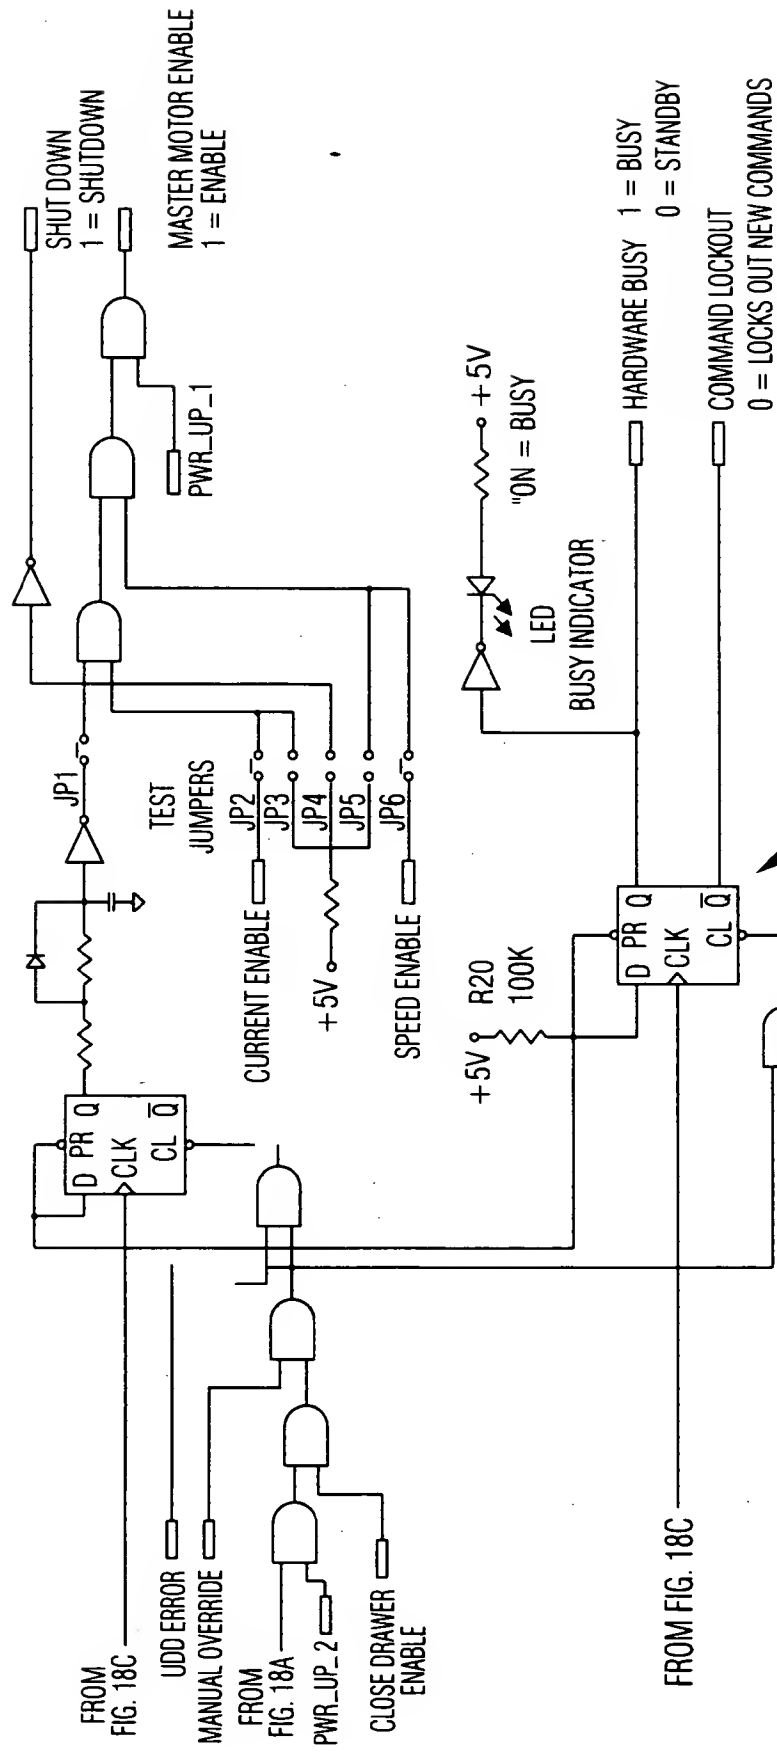 SHUT DOWN
1 = SHUTDOWN
MASTER MOTOR ENABLE
1 = ENABLE
PWR_UP_1
JP1
TEST
JUMPERS
JP2
JP3
JP4
JP5
JP6
CURRENT ENABLE
+5V
SPEED ENABLE
D PR Q
CLK
CL Q̅
FROM
FIG. 18C
UDD ERROR
MANUAL OVERRIDE
FROM
FIG. 18A
PWR_UP_2
CLOSE DRAWER
ENABLE
+5V
"ON = BUSY
LED
BUSY INDICATOR
HARDWARE BUSY 1 = BUSY
0 = STANDBY
COMMAND LOCKOUT
0 = LOCKS OUT NEW COMMANDS
+5V
R20
100K
D PR Q
CLK
CL Q̅
FROM FIG. 18C